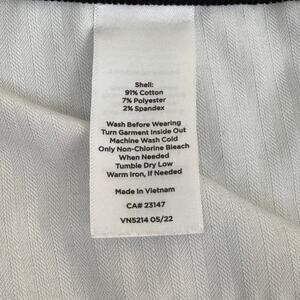 Shell:
91% Cotton
7% Polyester
2% Spandex
Wash Before Wearing
Turn Garment Inside Out
Machine Wash Cold
Only Non-Chlorine Bleach
When Needed
Tumble Dry Low
Warm Iron, If Needed
Made In Vietnam
CA# 23147
VN5214 05/22